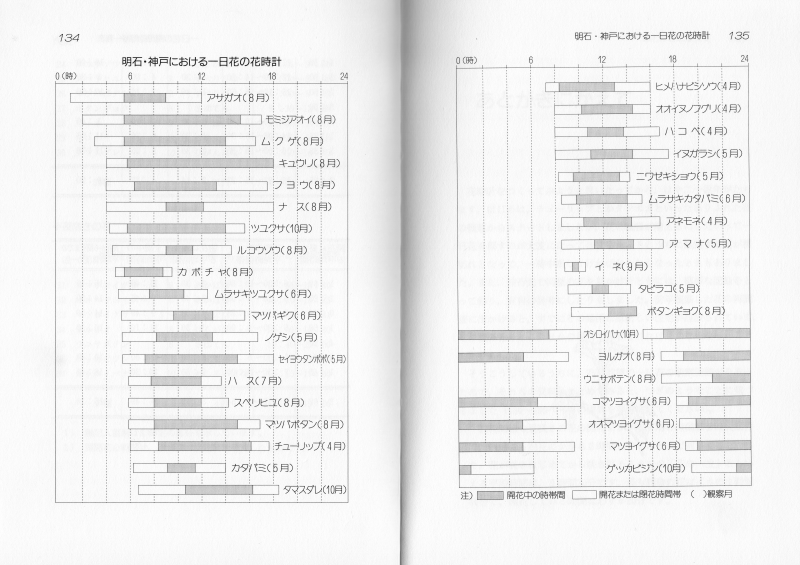 134
明石・神戸における一日花の花時計
0(時) 6 12 18 24
アサガオ(8月)
モミジアオイ(8月)
ムクゲ(8月)
キュウリ(8月)
フヨウ(8月)
ナス(8月)
ツユクサ(10月)
ルコウソウ(8月)
カボチャ(8月)
ムラサキツユクサ(6月)
マツバギク(6月)
ノゲシ(5月)
セイヨウタンポポ(5月)
ハス(7月)
スベリヒユ(8月)
マツバボタン(8月)
チューリップ(4月)
カタバミ(5月)
タマスダレ(10月)
明石・神戸における一日花の花時計 135
0(時) 6 12 18 24
ヒメハナビシソウ(4月)
オオイヌノフグリ(4月)
ハコベ(4月)
イヌガラシ(5月)
ニワゼキショウ(5月)
ムラサキカタバミ(6月)
アネモネ(4月)
アマナ(5月)
イネ(9月)
タビラコ(5月)
ボタンギョク(8月)
オシロイバナ(10月)
ヨルガオ(8月)
ウニサボテン(8月)
コマツヨイグサ(6月)
オオマツヨイグサ(6月)
マツヨイグサ(6月)
ゲッカビジン(10月)
注) 開花中の時帯間 開花または閉花時間帯 ( )観察月